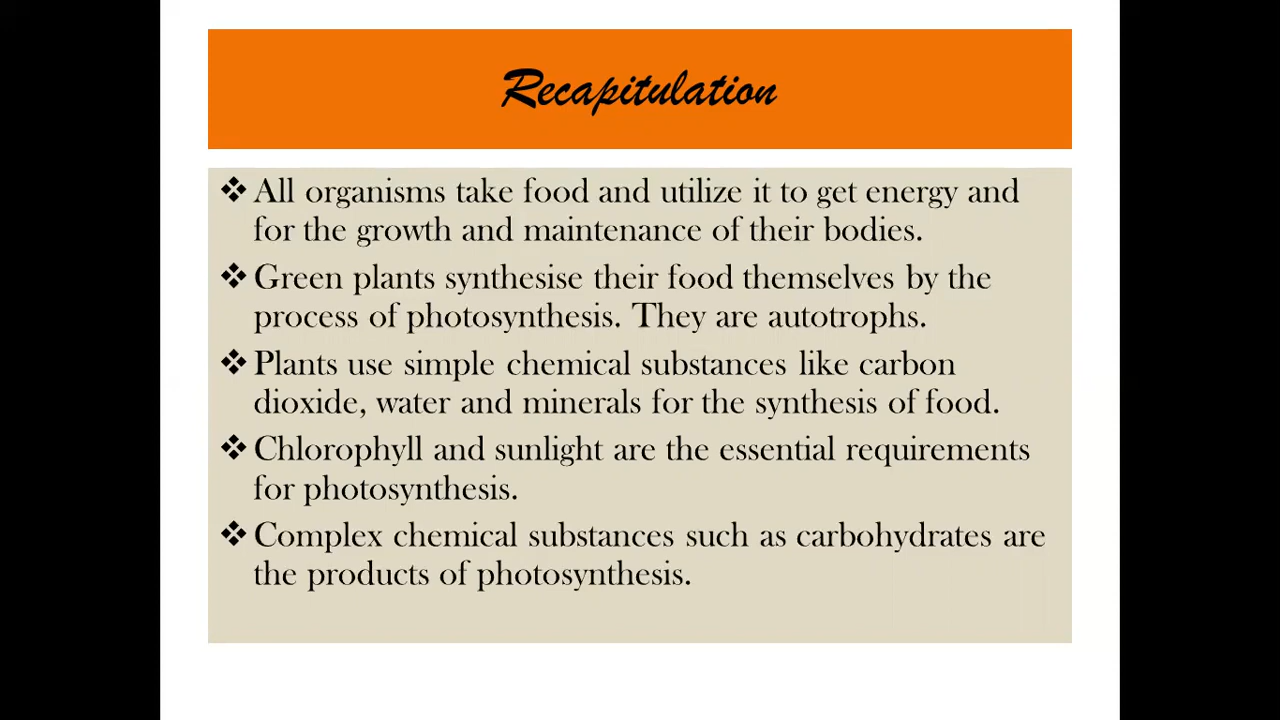 Recapitulation
❖ All organisms take food and utilize it to get energy and
for the growth and maintenance of their bodies.
❖ Green plants synthesise their food themselves by the
process of photosynthesis. They are autotrophs.
❖ Plants use simple chemical substances like carbon
dioxide, water and minerals for the synthesis of food.
❖ Chlorophyll and sunlight are the essential requirements
for photosynthesis.
❖ Complex chemical substances such as carbohydrates are
the products of photosynthesis.